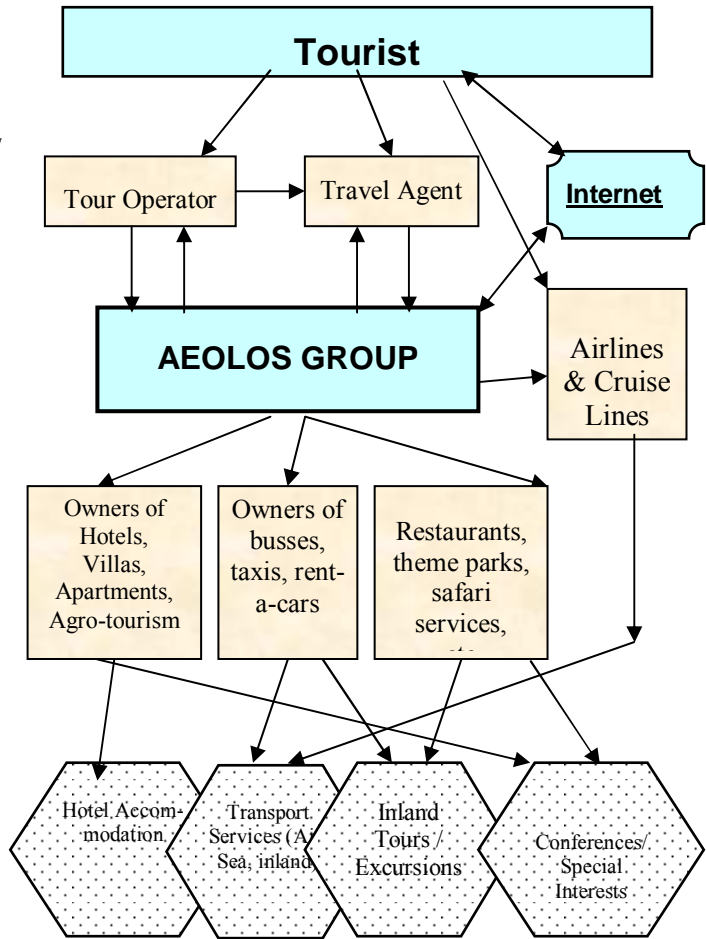 Tourist
Tour Operator
Travel Agent
Internet
AEOLOS GROUP
Airlines
& Cruise
Lines
Owners of
Hotels,
Villas,
Apartments,
Agro-tourism
Owners of
busses,
taxis, rent-
a-cars
Restaurants,
theme parks,
safari
services,
Hotel Accom-
modation
Transport
Services (Ai
Sea, inland
Inland
Tours /
Excursions
Conferences/
Special
Interests